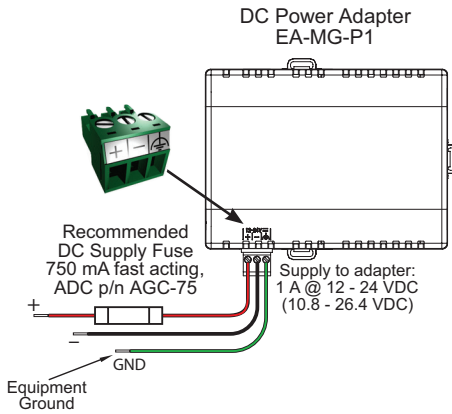 DC Power Adapter
EA-MG-P1
+ −
Recommended
DC Supply Fuse
750 mA fast acting,
ADC p/n AGC-75
+ −
Supply to adapter:
1 A @ 12 - 24 VDC
(10.8 - 26.4 VDC)
+
−
GND
Equipment
Ground